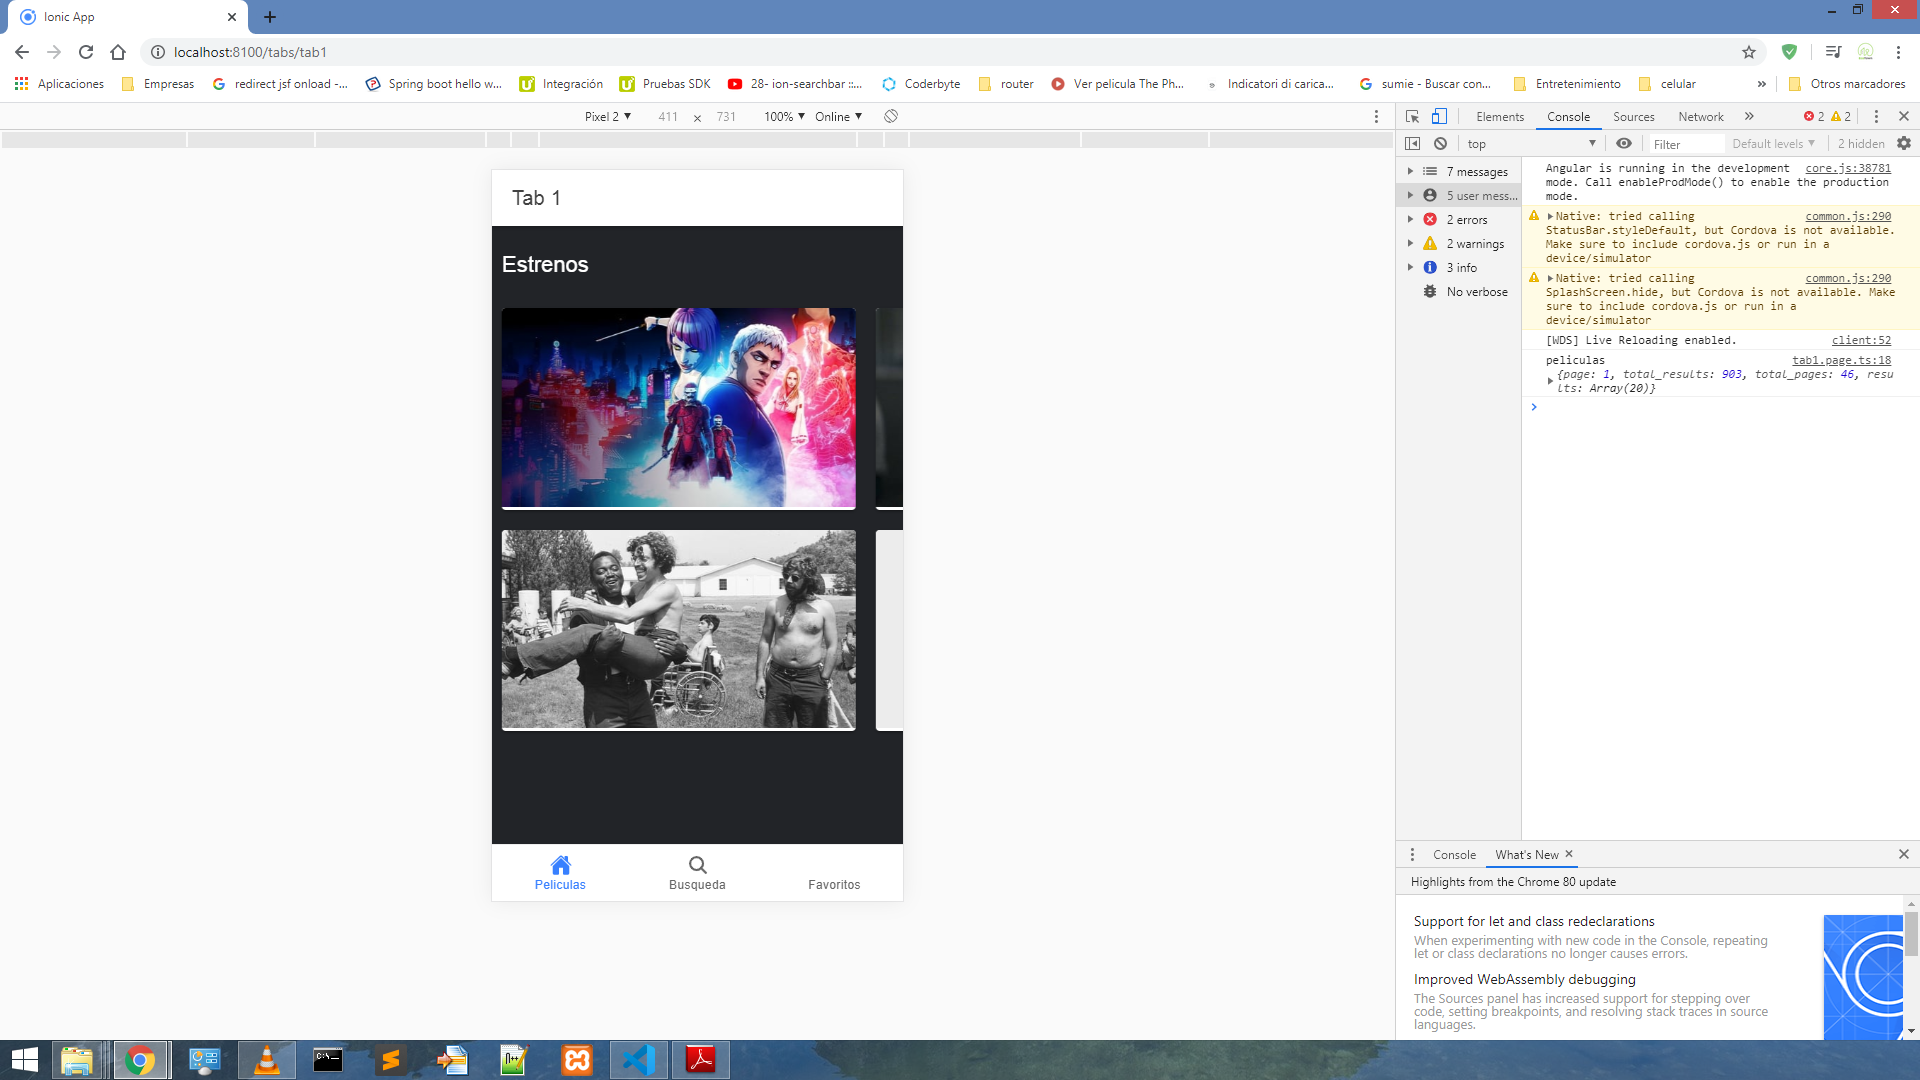 Ionic App
localhost:8100/tabs/tab1
Aplicaciones Empresas redirect jsf onload -... Spring boot hello w... Integración Pruebas SDK 28- ion-searchbar ::... Coderbyte router Ver pelicula The Ph... Indicatori di carica... sumie - Buscar con... Entretenimiento celular » Otros marcadores
Pixel 2 411 x 731 100% Online
Elements Console Sources Network » 2 2
top Filter Default levels 2 hidden
Tab 1
Estrenos
Peliculas Busqueda Favoritos
7 messages
5 user mess...
2 errors
2 warnings
3 info
No verbose
Angular is running in the development core.js:38781
mode. Call enableProdMode() to enable the production
mode.
Native: tried calling common.js:290
StatusBar.styleDefault, but Cordova is not available.
Make sure to include cordova.js or run in a
device/simulator
Native: tried calling common.js:290
SplashScreen.hide, but Cordova is not available. Make
sure to include cordova.js or run in a
device/simulator
[WDS] Live Reloading enabled. client:52
peliculas tab1.page.ts:18
{page: 1, total_results: 903, total_pages: 46, resu
lts: Array(20)}
Console What's New
Highlights from the Chrome 80 update
Support for let and class redeclarations
When experimenting with new code in the Console, repeating
let or class declarations no longer causes errors.
Improved WebAssembly debugging
The Sources panel has increased support for stepping over
code, setting breakpoints, and resolving stack traces in source
languages.